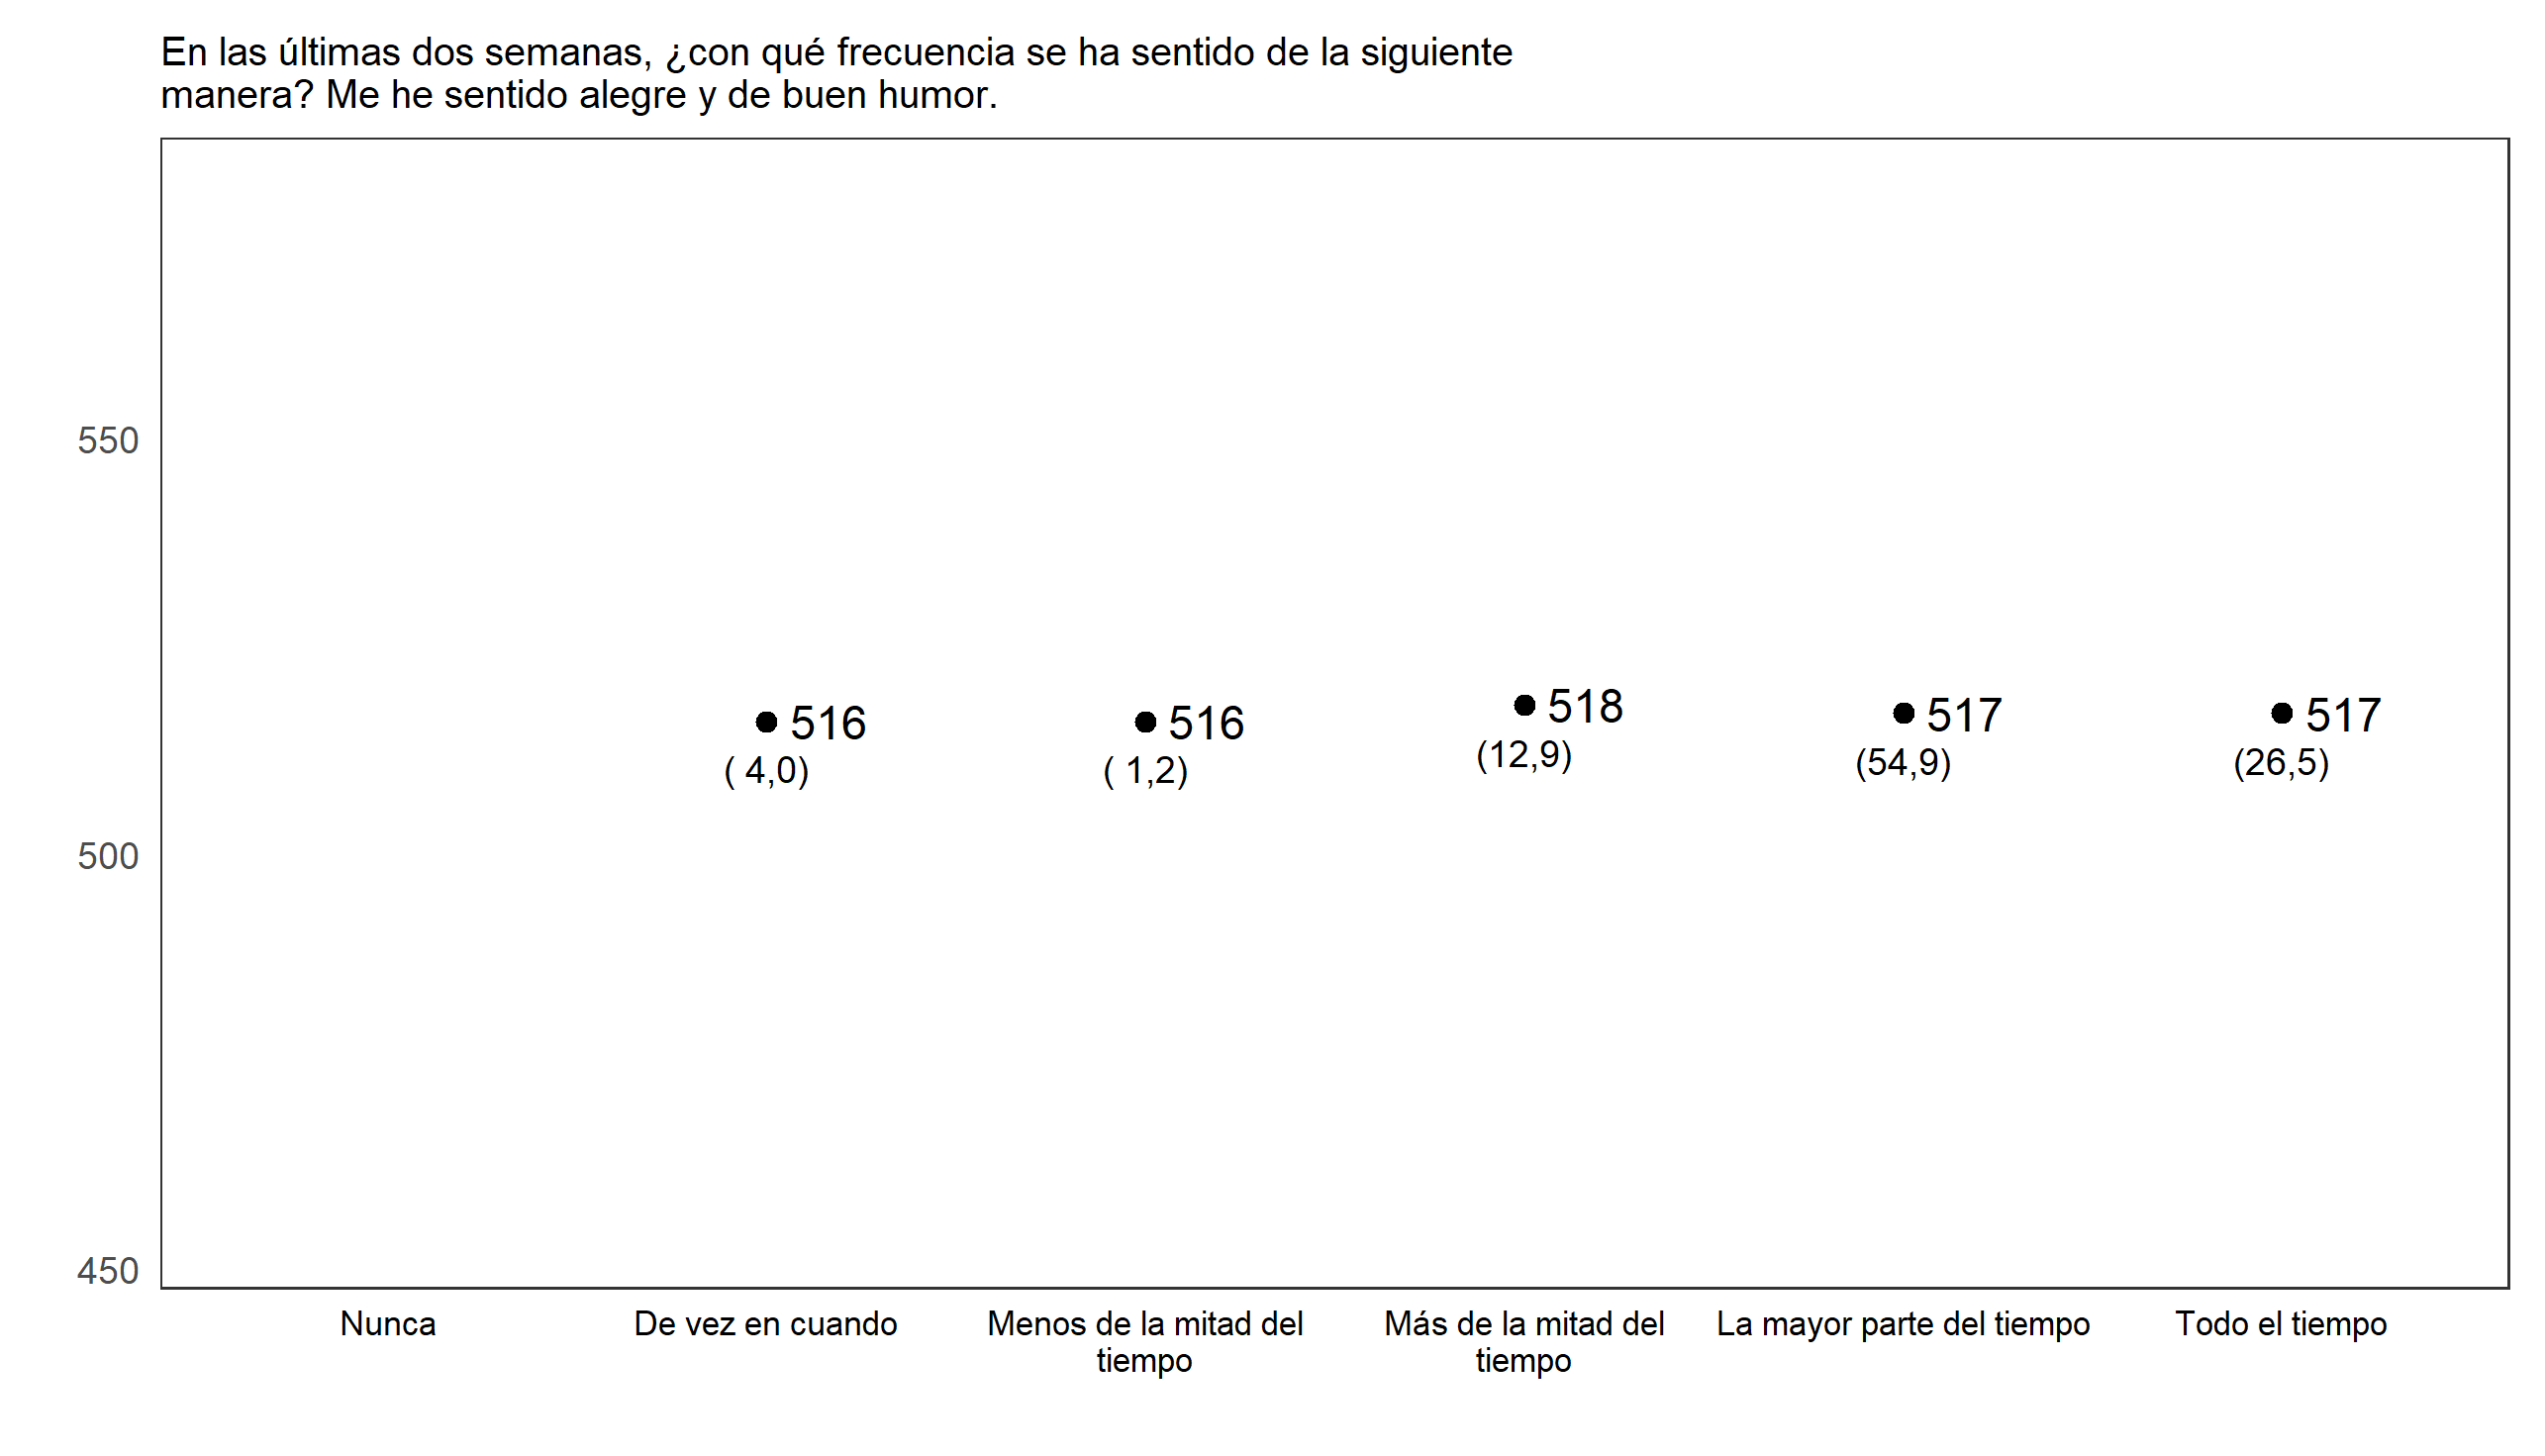 En las últimas dos semanas, ¿con qué frecuencia se ha sentido de la siguiente
manera? Me he sentido alegre y de buen humor.
550
500
450
516
( 4,0)
516
( 1,2)
518
(12,9)
517
(54,9)
517
(26,5)
Nunca
De vez en cuando
Menos de la mitad del
tiempo
Más de la mitad del
tiempo
La mayor parte del tiempo
Todo el tiempo